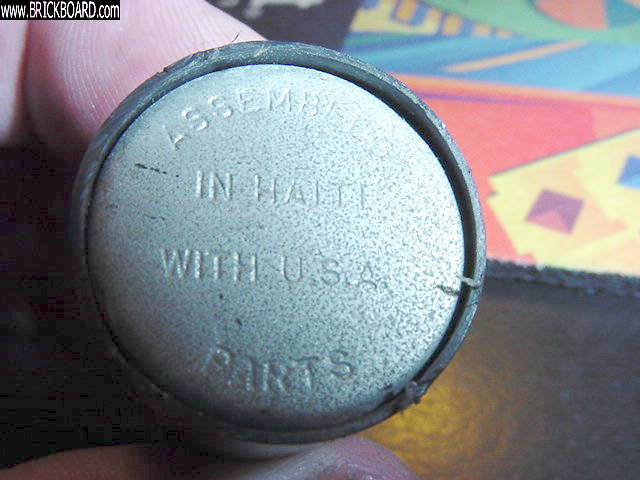 www.BRICKBOARD.com
ASSEMBLED
IN HAITI
WITH U.S.A.
PARTS